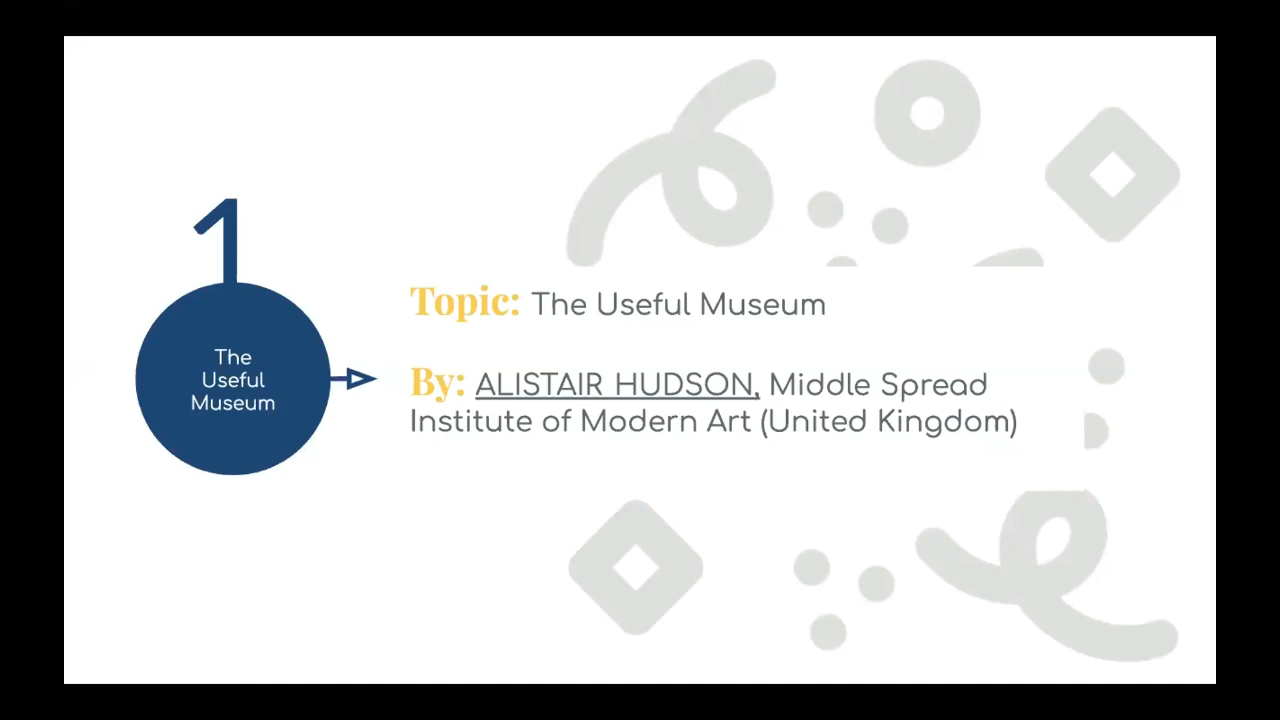 1
The
Useful
Museum
Topic: The Useful Museum
By: ALISTAIR HUDSON, Middle Spread
Institute of Modern Art (United Kingdom)